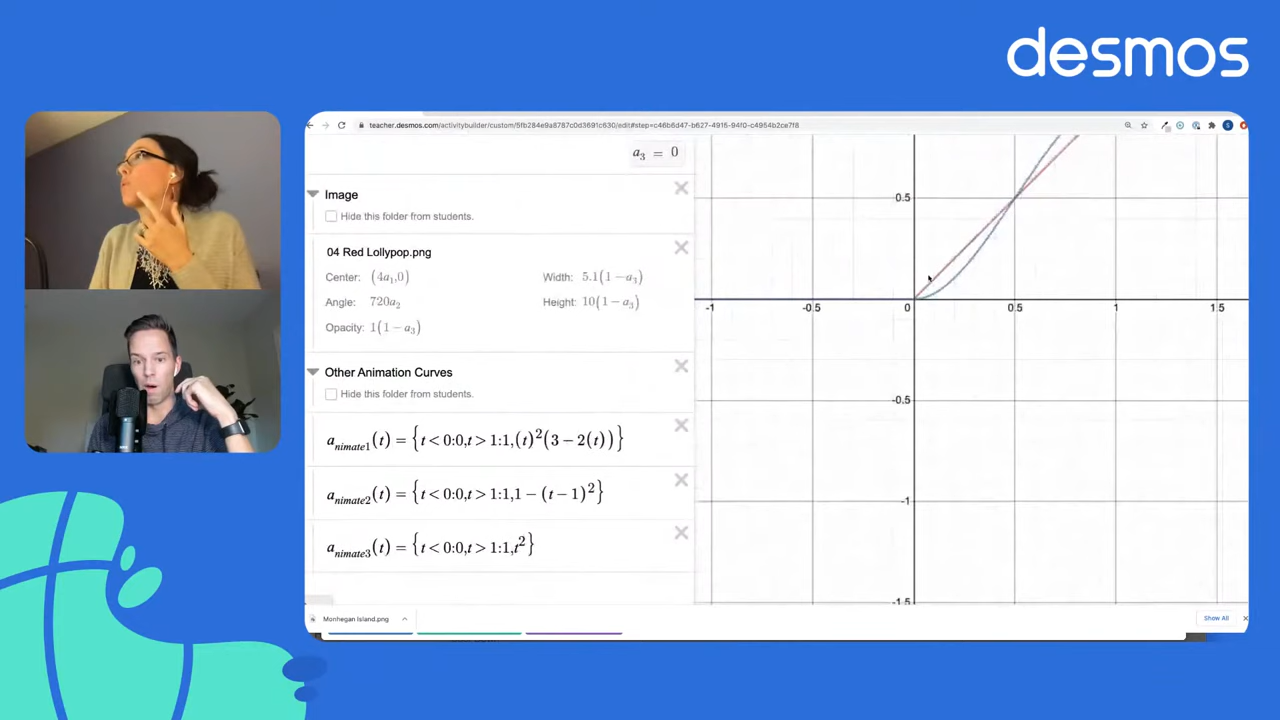 desmos
teacher.desmos.com/activitybuilder/custom/5fb284e9a8787c0d3691c630/edit#step=c46b6d47-b627-4915-94f0-c4954b2ce7f8
a₃ = 0
Image
Hide this folder from students.
04 Red Lollypop.png
Center: (4a₁,0) Width: 5.1(1−a₃)
Angle: 720a₂ Height: 10(1−a₃)
Opacity: 1(1−a₃)
Other Animation Curves
Hide this folder from students.
aₙᵢₘₐₜₑ₁(t) = {t < 0:0,t > 1:1,(t)²(3−2(t))}
aₙᵢₘₐₜₑ₂(t) = {t < 0:0,t > 1:1,1−(t−1)²}
aₙᵢₘₐₜₑ₃(t) = {t < 0:0,t > 1:1,t²}
0.5
-1 -0.5 0 0.5 1 1.5
-0.5
-1
-1.5
Monhegan Island.png
Show All